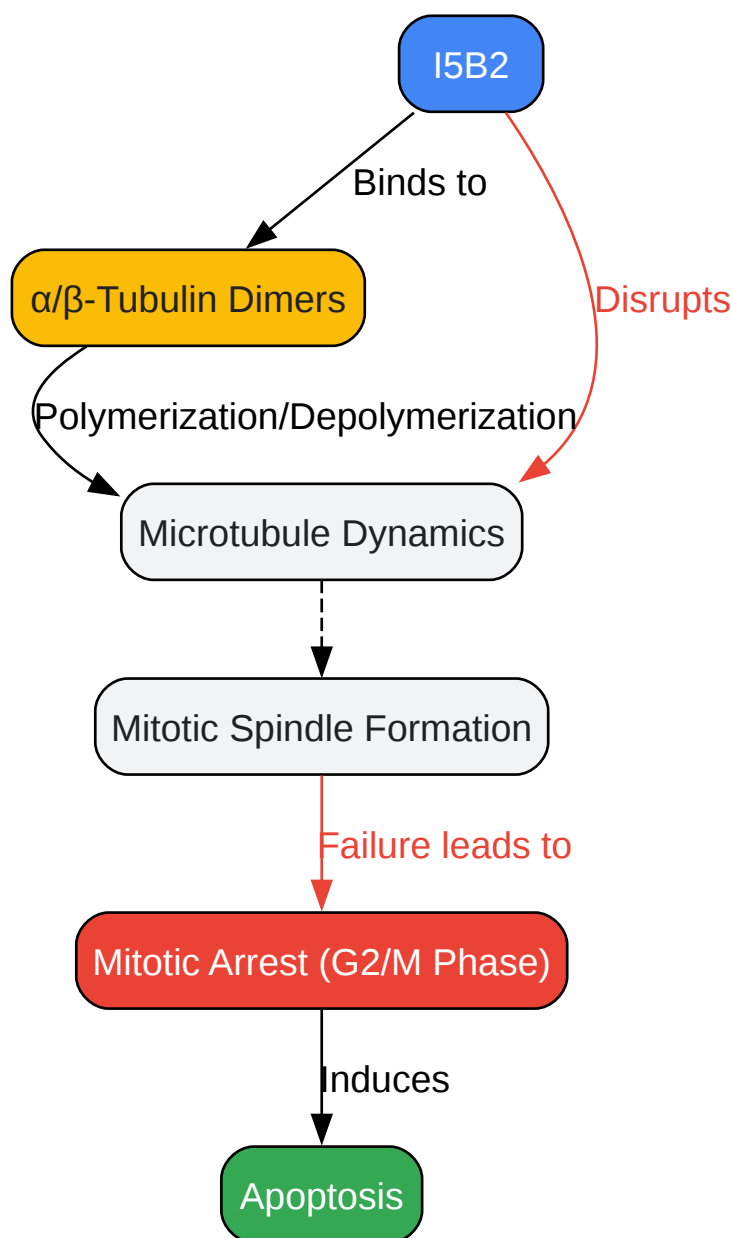 I5B2
Binds to
α/β-Tubulin Dimers
Disrupts
Polymerization/Depolymerization
Microtubule Dynamics
Mitotic Spindle Formation
Failure leads to
Mitotic Arrest (G2/M Phase)
Induces
Apoptosis